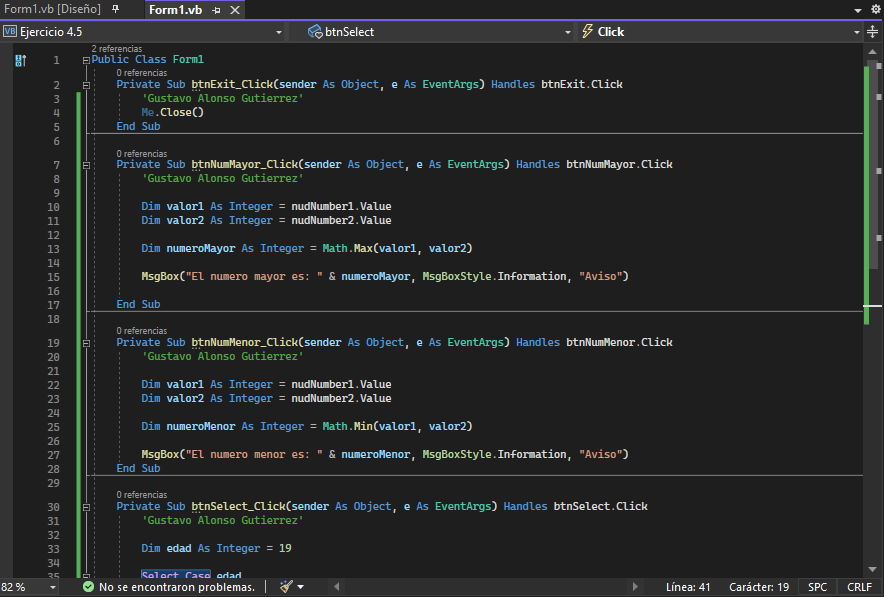 Form1.vb [Diseño]
Form1.vb
VB Ejercicio 4.5
btnSelect
Click
2 referencias
1 Public Class Form1
0 referencias
2 Private Sub btnExit_Click(sender As Object, e As EventArgs) Handles btnExit.Click
3 'Gustavo Alonso Gutierrez'
4 Me.Close()
5 End Sub
6
0 referencias
7 Private Sub btnNumMayor_Click(sender As Object, e As EventArgs) Handles btnNumMayor.Click
8 'Gustavo Alonso Gutierrez'
9
10 Dim valor1 As Integer = nudNumber1.Value
11 Dim valor2 As Integer = nudNumber2.Value
12
13 Dim numeroMayor As Integer = Math.Max(valor1, valor2)
14
15 MsgBox("El numero mayor es: " & numeroMayor, MsgBoxStyle.Information, "Aviso")
16
17 End Sub
18
0 referencias
19 Private Sub btnNumMenor_Click(sender As Object, e As EventArgs) Handles btnNumMenor.Click
20 'Gustavo Alonso Gutierrez'
21
22 Dim valor1 As Integer = nudNumber1.Value
23 Dim valor2 As Integer = nudNumber2.Value
24
25 Dim numeroMenor As Integer = Math.Min(valor1, valor2)
26
27 MsgBox("El numero menor es: " & numeroMenor, MsgBoxStyle.Information, "Aviso")
28 End Sub
29
0 referencias
30 Private Sub btnSelect_Click(sender As Object, e As EventArgs) Handles btnSelect.Click
31 'Gustavo Alonso Gutierrez'
32
33 Dim edad As Integer = 19
34
35 Select Case edad
82 %
No se encontraron problemas.
Línea: 41
Carácter: 19
SPC
CRLF